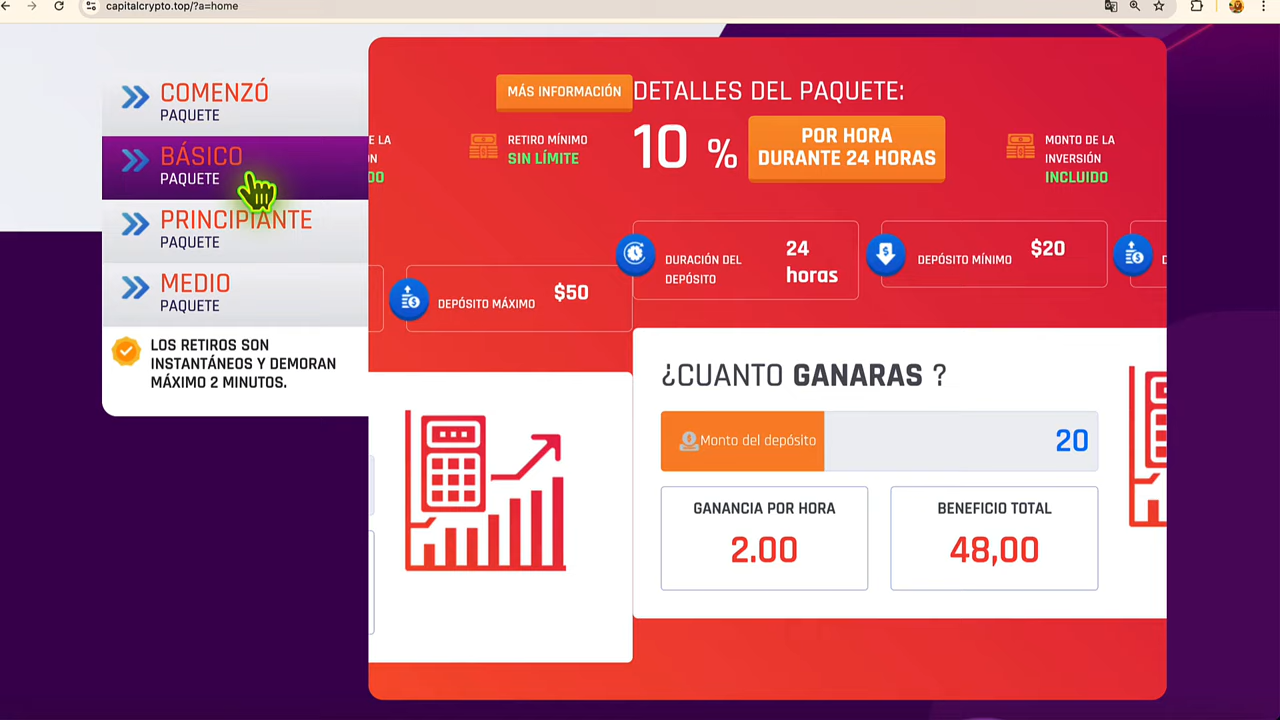 capitalcrypto.top/?a=home
COMENZÓ
PAQUETE
BÁSICO
PAQUETE
PRINCIPIANTE
PAQUETE
MEDIO
PAQUETE
LOS RETIROS SON
INSTANTÁNEOS Y DEMORAN
MÁXIMO 2 MINUTOS.
MÁS INFORMACIÓN
E LA
RETIRO MÍNIMO
SIN LÍMITE
DEPÓSITO MÁXIMO
$50
DETALLES DEL PAQUETE:
10 %
POR HORA
DURANTE 24 HORAS
MONTO DE LA
INVERSIÓN
INCLUIDO
DURACIÓN DEL
DEPÓSITO
24
horas
DEPÓSITO MÍNIMO
$20
¿CUANTO GANARAS ?
Monto del depósito
20
GANANCIA POR HORA
2.00
BENEFICIO TOTAL
48,00